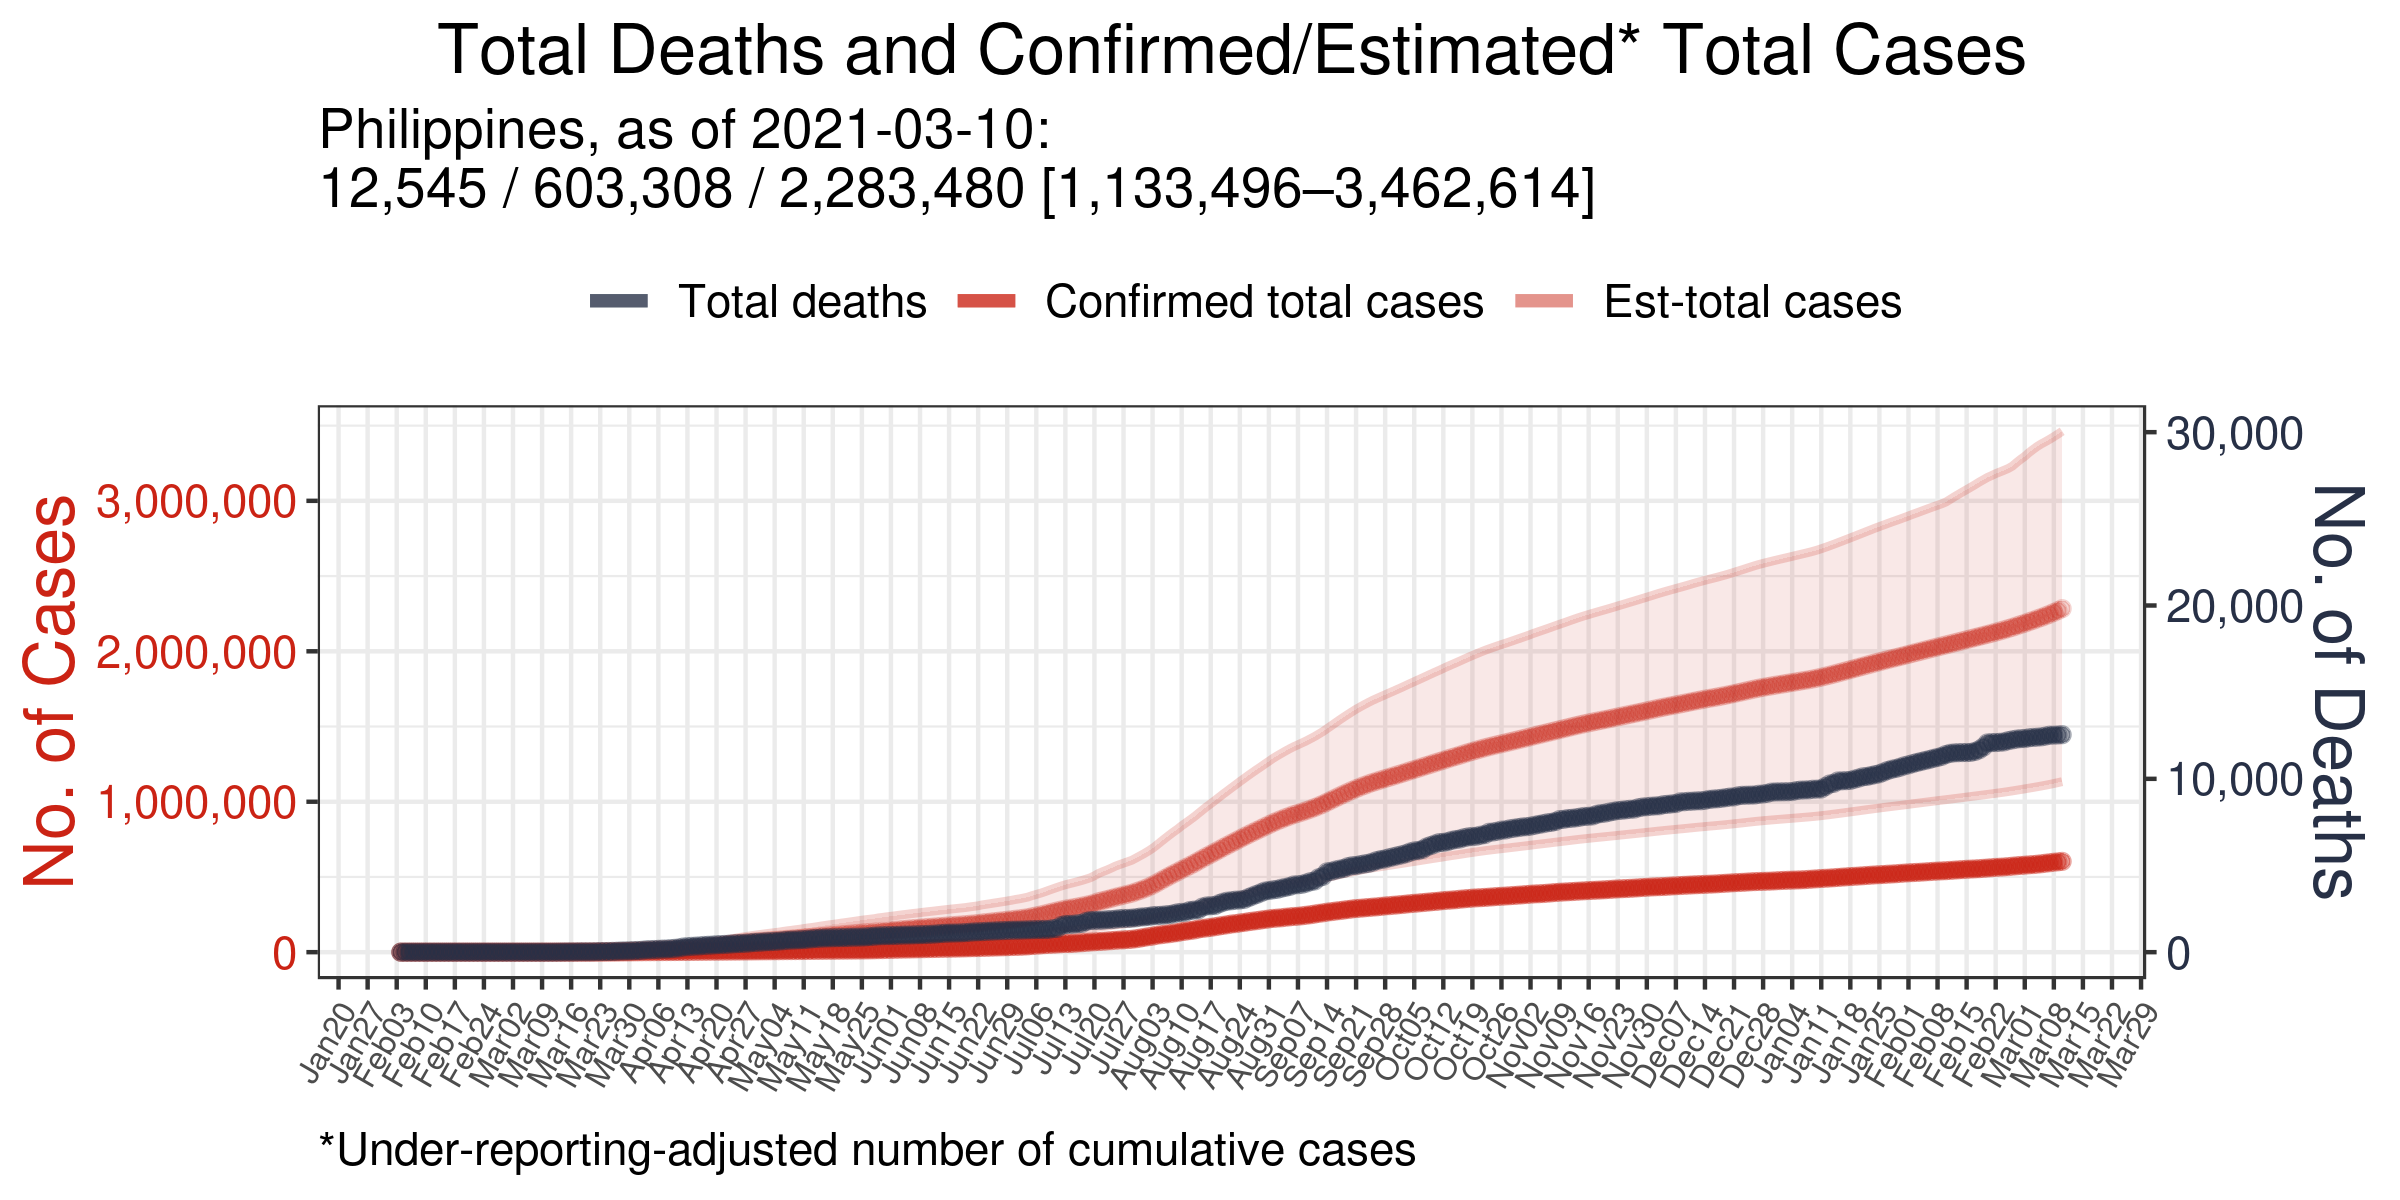 Total Deaths and Confirmed/Estimated* Total Cases
Philippines, as of 2021-03-10:
12,545 / 603,308 / 2,283,480 [1,133,496–3,462,614]
Total deaths
Confirmed total cases
Est-total cases
No. of Cases
3,000,000
2,000,000
1,000,000
0
30,000
20,000
10,000
0
No. of Deaths
Jan20
Jan27
Feb03
Feb10
Feb17
Feb24
Mar02
Mar09
Mar16
Mar23
Mar30
Apr06
Apr13
Apr20
Apr27
May04
May11
May18
May25
Jun01
Jun08
Jun15
Jun22
Jun29
Jul06
Jul13
Jul20
Jul27
Aug03
Aug10
Aug17
Aug24
Aug31
Sep07
Sep14
Sep21
Sep28
Oct05
Oct12
Oct19
Oct26
Nov02
Nov09
Nov16
Nov23
Nov30
Dec07
Dec14
Dec21
Dec28
Jan04
Jan11
Jan18
Jan25
Feb01
Feb08
Feb15
Feb22
Mar01
Mar08
Mar15
Mar22
Mar29
*Under-reporting-adjusted number of cumulative cases